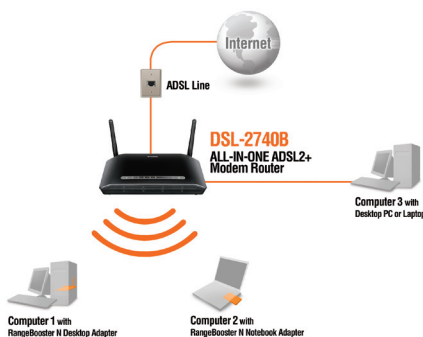 Internet
ADSL Line
DSL-2740B
ALL-IN-ONE ADSL2+
Modem Router
Computer 3 with
Desktop PC or Laptop
Computer 1 with
RangeBooster N Desktop Adapter
Computer 2 with
RangeBooster N Notebook Adapter